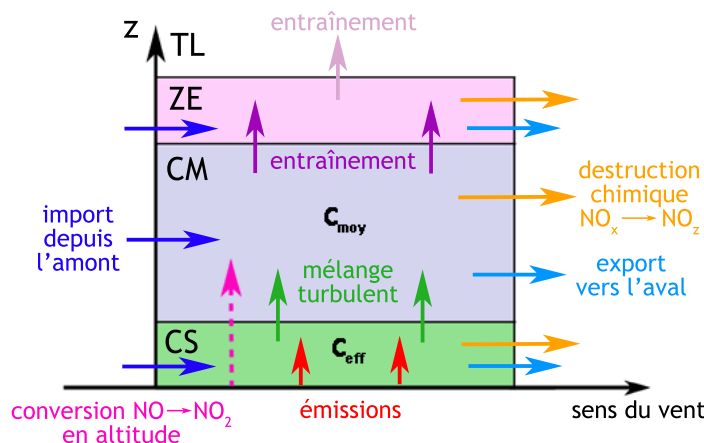 entraînement
z
TL
ZE
entraînement
CM
destruction
chimique
NOx → NOz
import
depuis
l'amont
Cmoy
mélange
turbulent
export
vers l'aval
CS
Ceff
conversion NO→NO2
en altitude
émissions
sens du vent